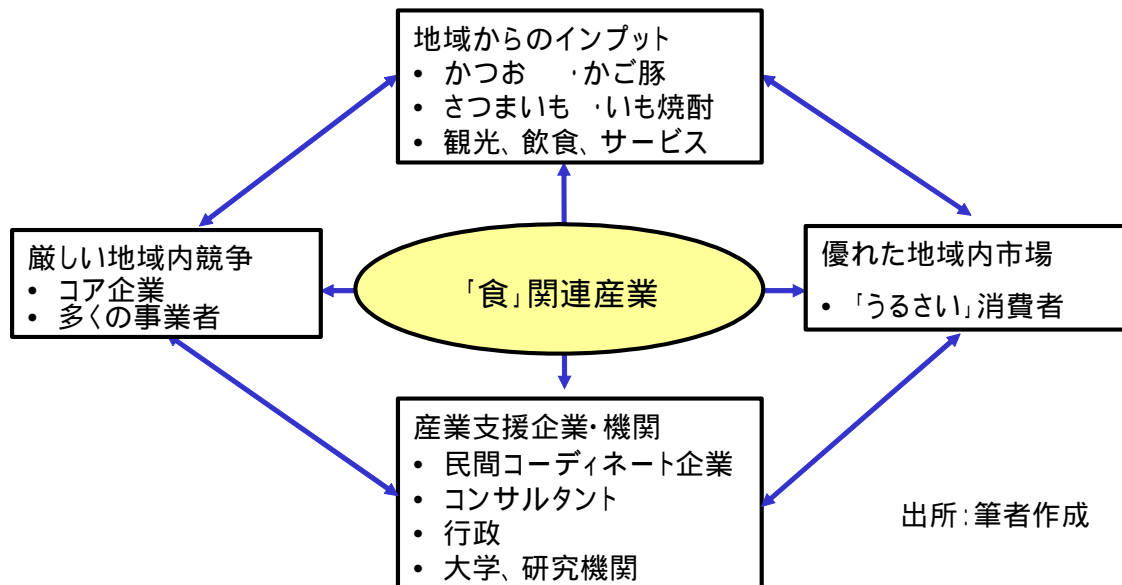 地域からのインプット
• かつお ・かご豚
• さつまいも ・いも焼酎
• 観光、飲食、サービス
厳しい地域内競争
• コア企業
• 多くの事業者
「食」関連産業
優れた地域内市場
• 「うるさい」消費者
産業支援企業・機関
• 民間コーディネート企業
• コンサルタント
• 行政
• 大学、研究機関
出所:筆者作成